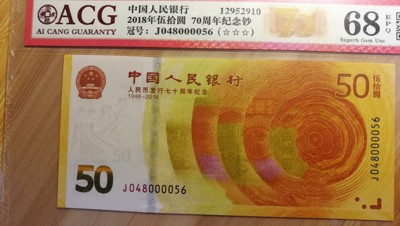 ACG
AI CANG GUARANTY
中国人民银行
12952910
2018年伍拾圆 70周年纪念钞
冠号: J048000056 (☆☆☆)
68
EPQ
Superb Gem Unc
中国人民银行
人民币发行七十周年纪念
1948-2018
50
伍拾圆
50
50
J048000056
J048000056